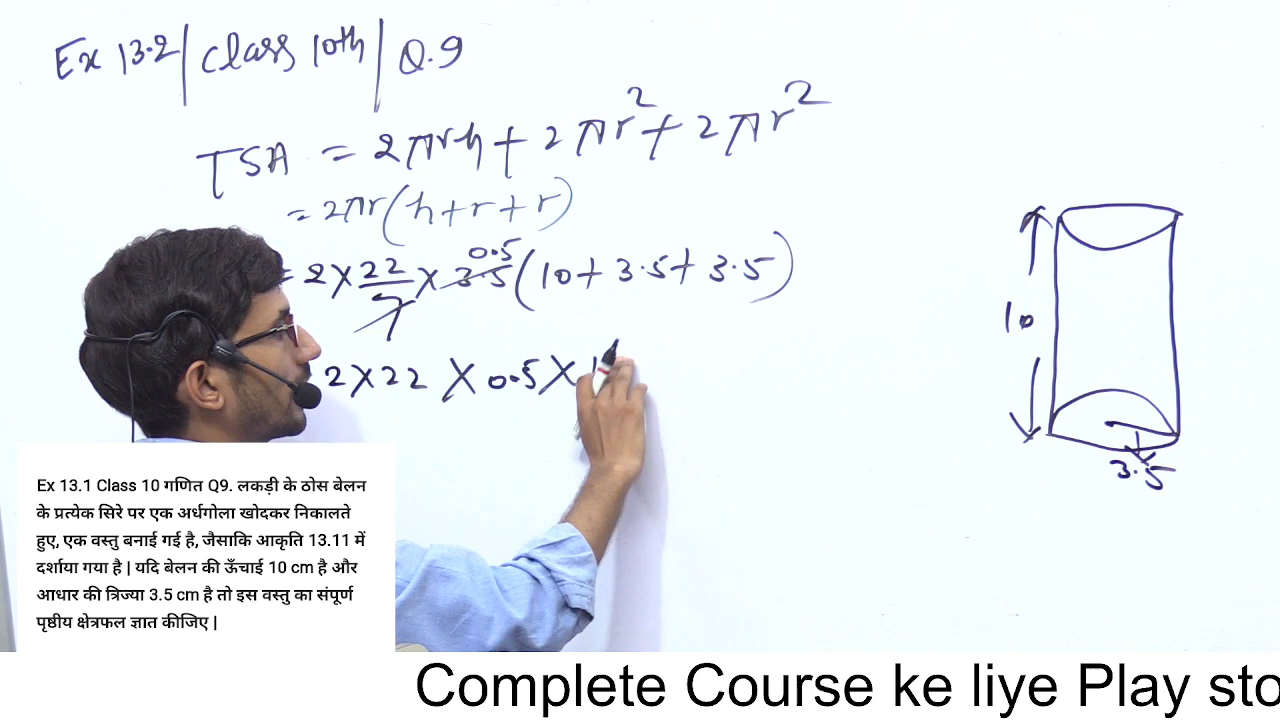 Ex 13.2 | Class 10th | Q.9
TSA = 2πrh + 2πr² + 2πr²
= 2πr(h+r+r)
= 2 × 22/7 × 3.5 (10 + 3.5 + 3.5)
0.5
2 × 22 × 0.5 × 1
10
3.5
Ex 13.1 Class 10 गणित Q9. लकड़ी के ठोस बेलन
के प्रत्येक सिरे पर एक अर्धगोला खोदकर निकालते
हुए, एक वस्तु बनाई गई है, जैसाकि आकृति 13.11 में
दर्शाया गया है | यदि बेलन की ऊँचाई 10 cm है और
आधार की त्रिज्या 3.5 cm है तो इस वस्तु का संपूर्ण
पृष्ठीय क्षेत्रफल ज्ञात कीजिए |
Complete Course ke liye Play sto